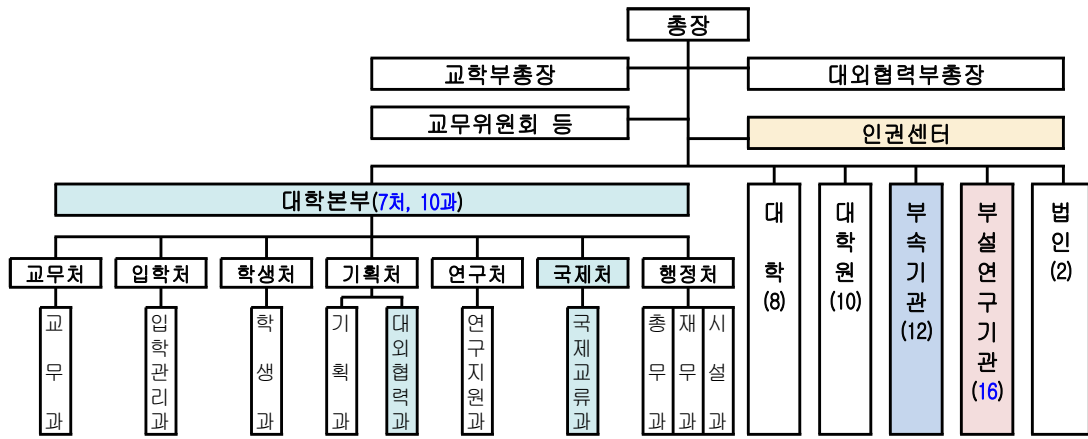 총장
교학부총장
대외협력부총장
교무위원회 등
인권센터
대학본부(7처, 10과)
대학(8)
대학원(10)
부속기관(12)
부설연구기관(16)
법인(2)
교무처
입학처
학생처
기획처
연구처
국제처
행정처
교무과
입학관리과
학생과
기획과
대외협력과
연구지원과
국제교류과
총무과
재무과
시설과